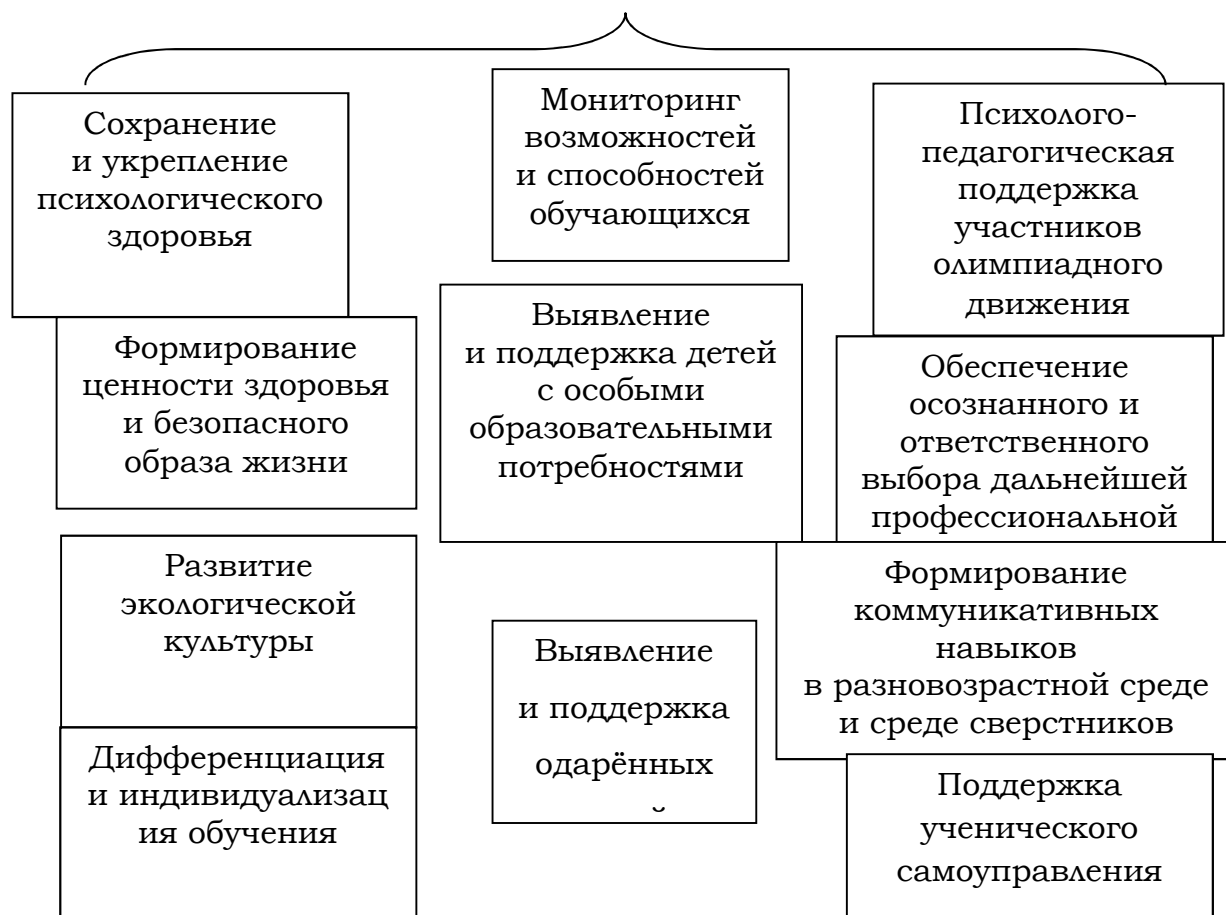 Сохранение
и укрепление
психологического
здоровья
Формирование
ценности здоровья
и безопасного
образа жизни
Развитие
экологической
культуры
Дифференциация
и индивидуализац
ия обучения
Мониторинг
возможностей
и способностей
обучающихся
Выявление
и поддержка детей
с особыми
образовательными
потребностями
Выявление
и поддержка
одарённых
Психолого-
педагогическая
поддержка
участников
олимпиадного
движения
Обеспечение
осознанного и
ответственного
выбора дальнейшей
профессиональной
Формирование
коммуникативных
навыков
в разновозрастной среде
и среде сверстников
Поддержка
ученического
самоуправления